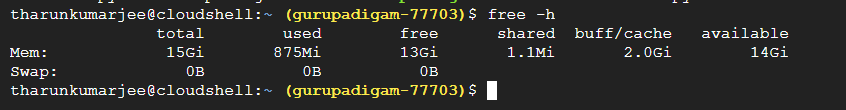 tharunkumarjee@cloudshell:~ (gurupadigam-77703)$ free -h
total used free shared buff/cache available
Mem: 15Gi 875Mi 13Gi 1.1Mi 2.0Gi 14Gi
Swap: 0B 0B 0B
tharunkumarjee@cloudshell:~ (gurupadigam-77703)$